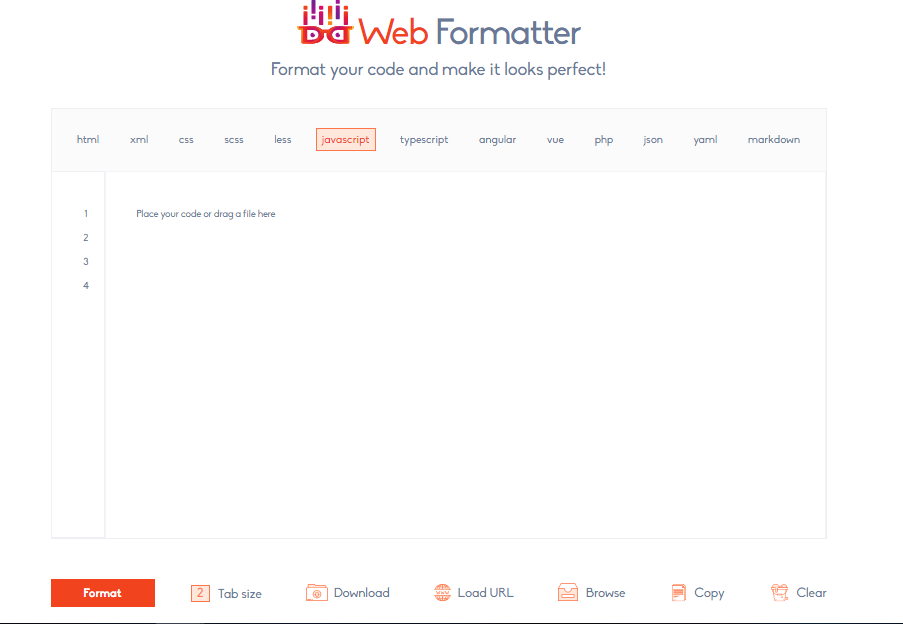 Web Formatter
Format your code and make it looks perfect!
html xml css scss less javascript typescript angular vue php json yaml markdown
1 Place your code or drag a file here
2
3
4
Format 2 Tab size Download Load URL Browse Copy Clear